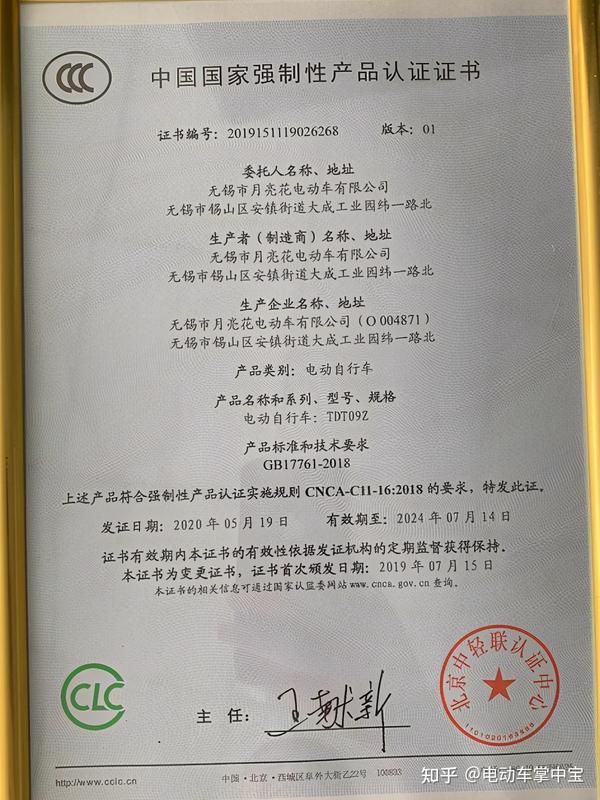 CCC
中国国家强制性产品认证证书
证书编号：2019151119026268 版本：01
委托人名称、地址
无锡市月亮花电动车有限公司
无锡市锡山区安镇街道大成工业园纬一路北
生产者（制造商）名称、地址
无锡市月亮花电动车有限公司
无锡市锡山区安镇街道大成工业园纬一路北
生产企业名称、地址
无锡市月亮花电动车有限公司（O 004871）
无锡市锡山区安镇街道大成工业园纬一路北
产品类别：电动自行车
产品名称和系列、型号、规格
电动自行车：TDT09Z
产品标准和技术要求
GB17761-2018
上述产品符合强制性产品认证实施规则 CNCA-C11-16:2018 的要求，特发此证。
发证日期：2020 年 05 月 19 日 有效期至：2024 年 07 月 14 日
证书有效期内本证书的有效性依据发证机构的定期监督获得保持。
本证书为变更证书，证书首次颁发日期：2019 年 07 月 15 日
本证书的相关信息可通过国家认监委网站 www.cnca.gov.cn 查询。
CLC
主 任：
北京中轻联认证中心
http://www.ccic.cn
中国·北京·西城区阜外大街乙22号 100833
知乎 @电动车掌中宝